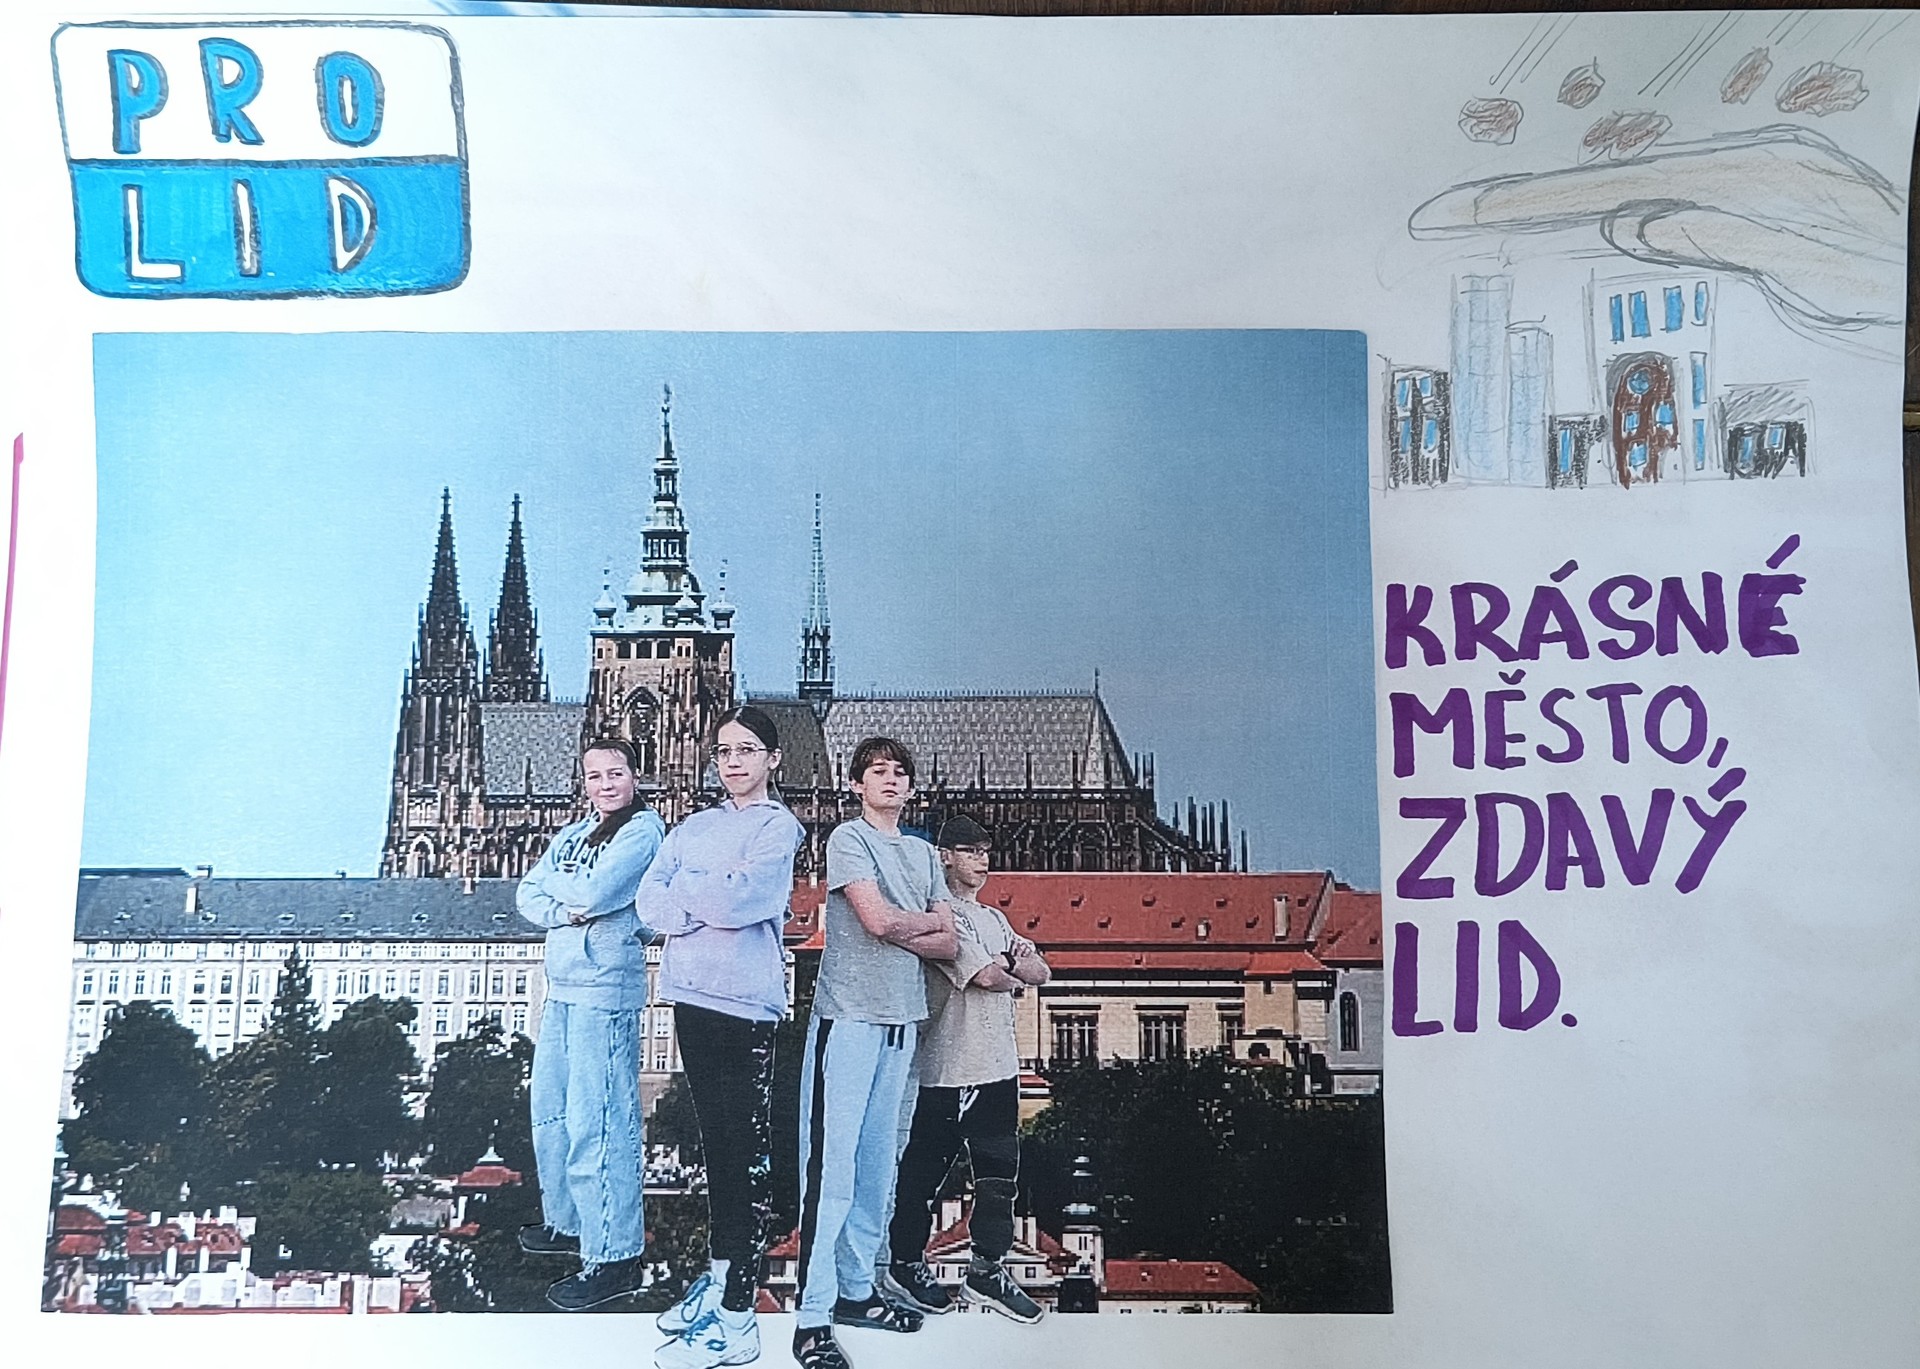 PRO
LID
KRÁSNÉ
MĚSTO,
ZDAVÝ
LID.